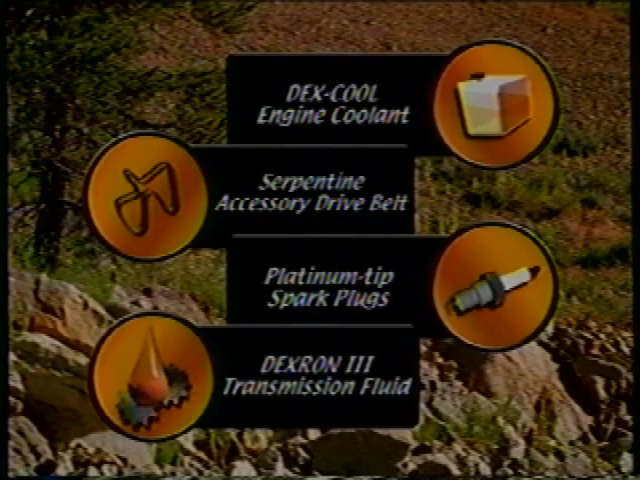 DEX-COOL
Engine Coolant
Serpentine
Accessory Drive Belt
Platinum-tip
Spark Plugs
DEXRON III
Transmission Fluid